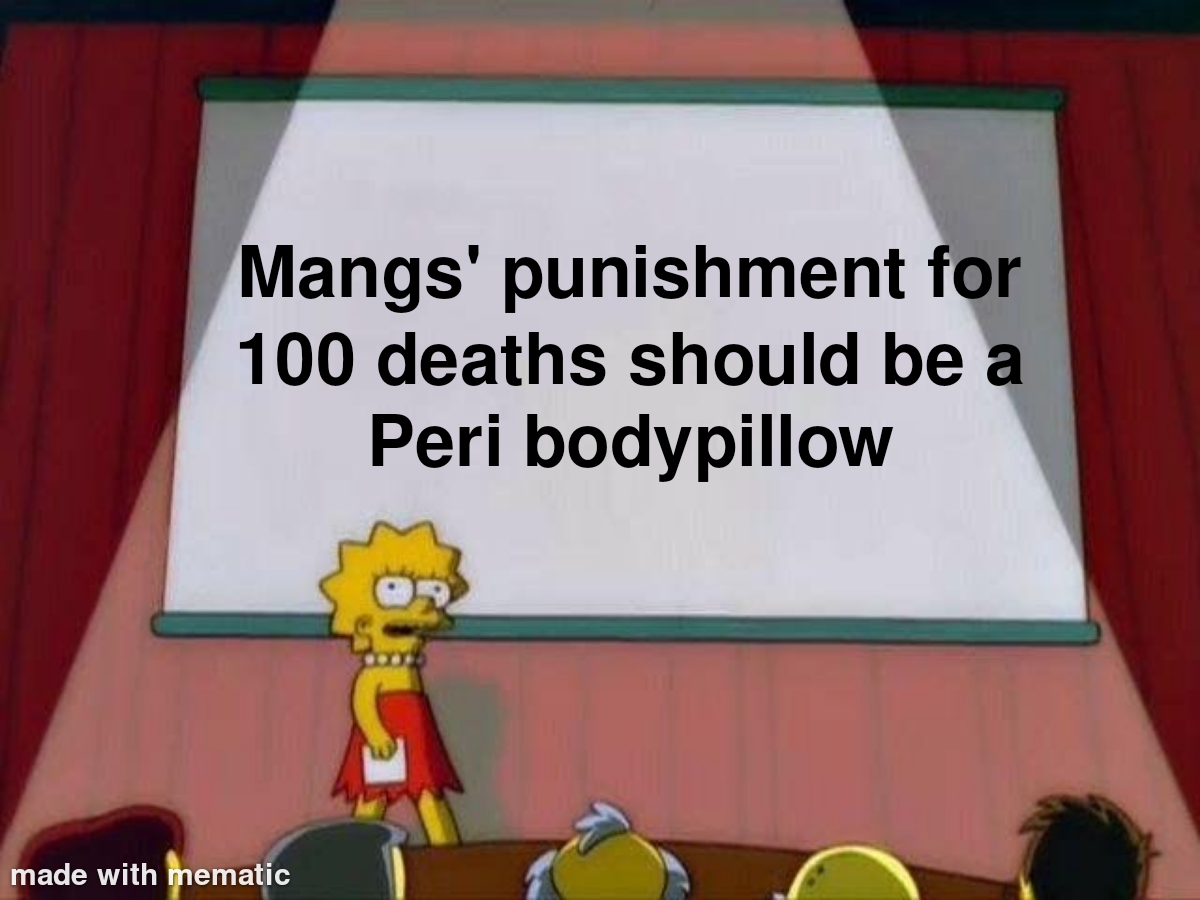 Mangs' punishment for
100 deaths should be a
Peri bodypillow
made with mematic